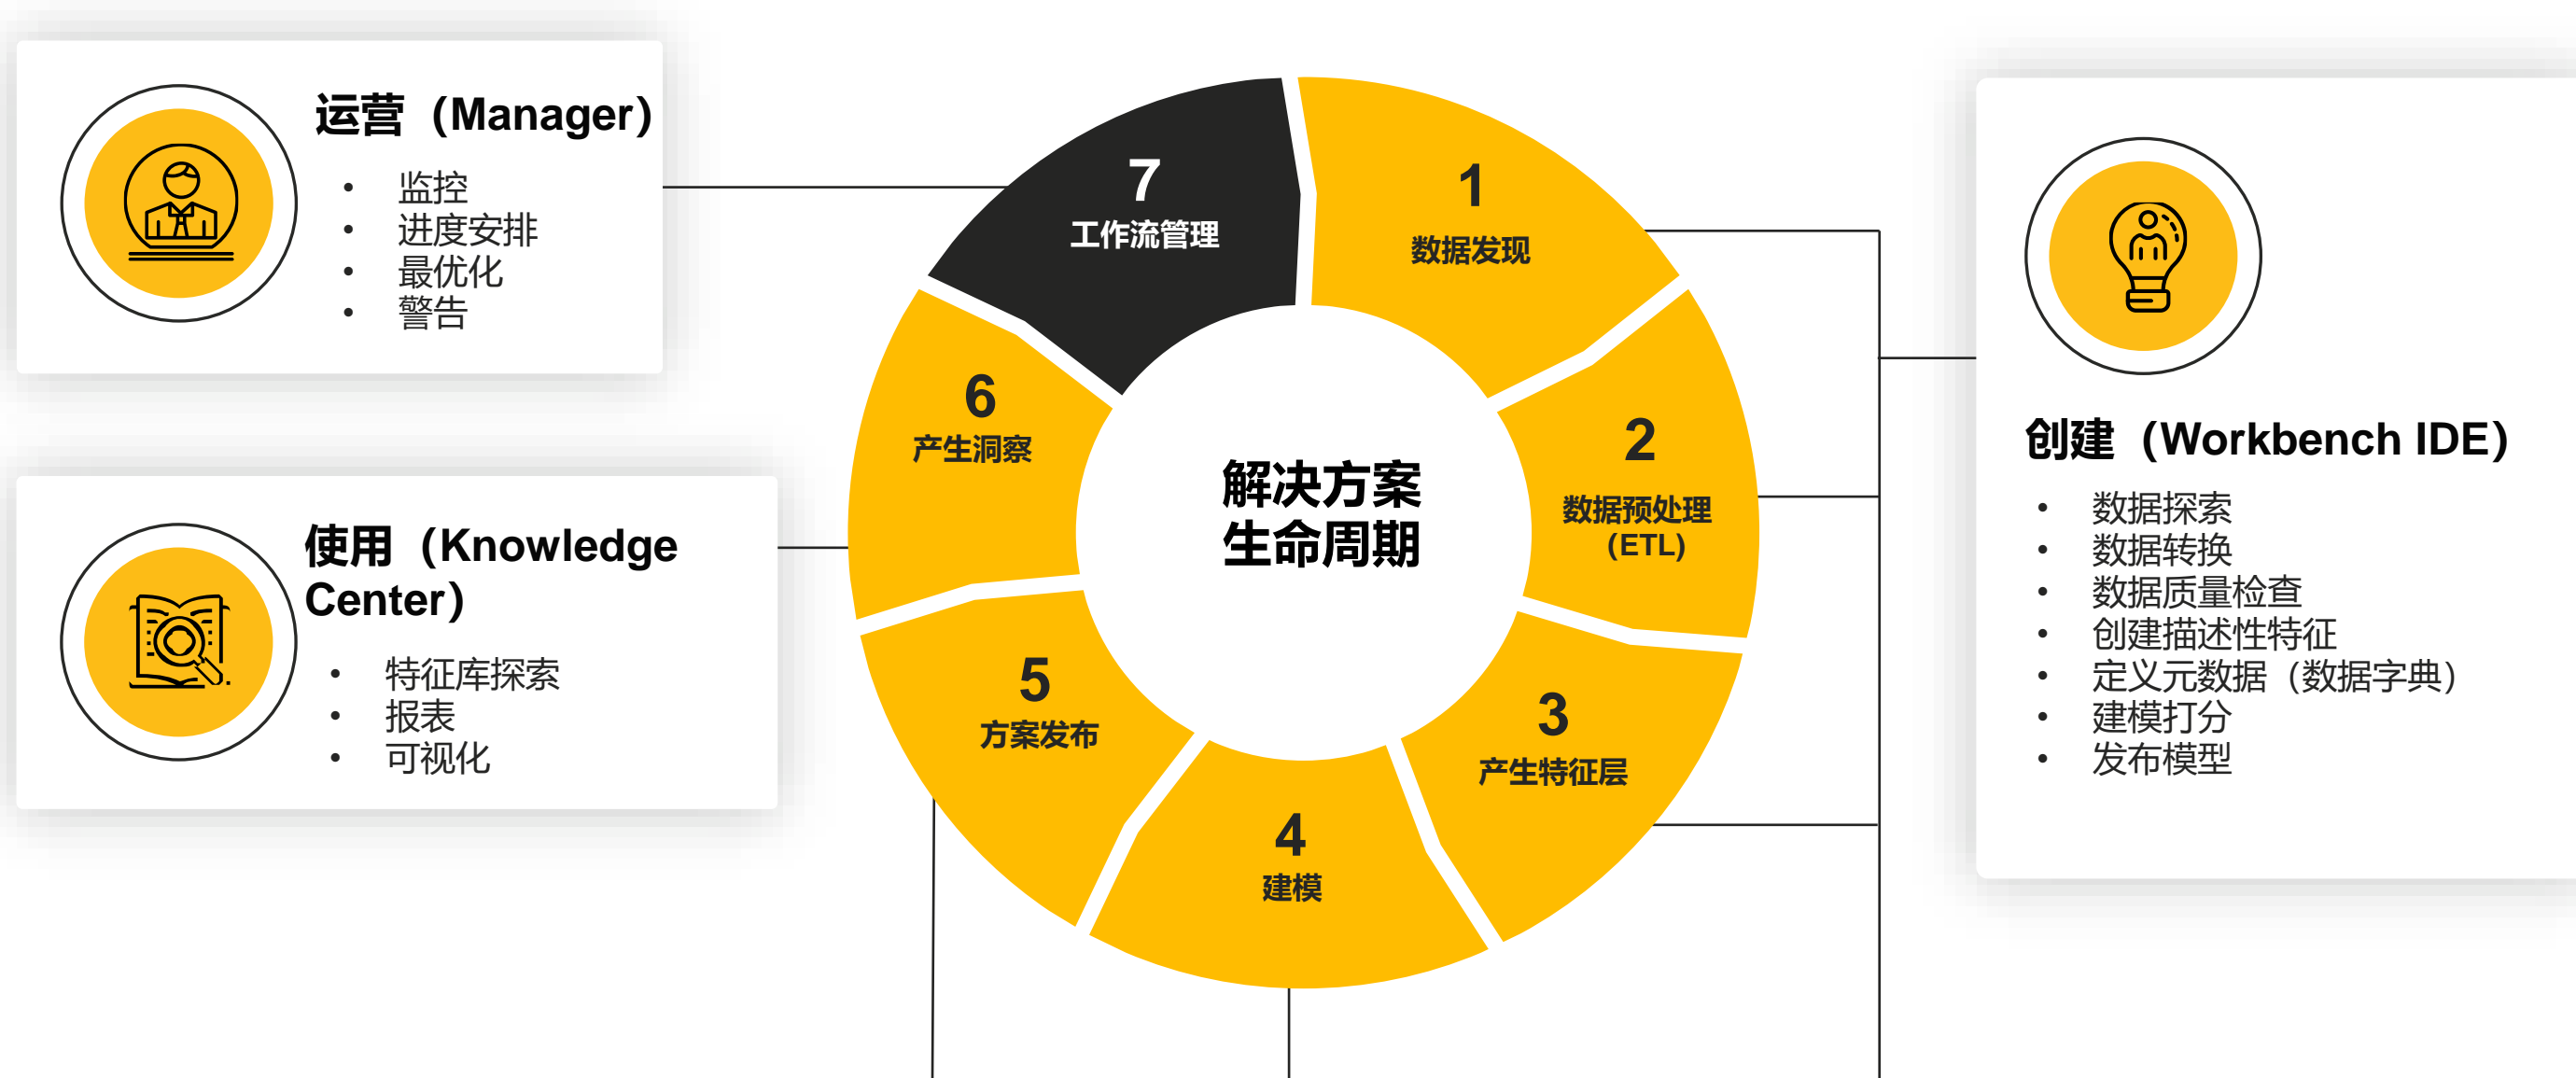 运营（Manager）
• 监控
• 进度安排
• 最优化
• 警告
使用（Knowledge
Center）
• 特征库探索
• 报表
• 可视化
解决方案
生命周期
1
数据发现
2
数据预处理
（ETL）
3
产生特征层
4
建模
5
方案发布
6
产生洞察
7
工作流管理
创建（Workbench IDE）
• 数据探索
• 数据转换
• 数据质量检查
• 创建描述性特征
• 定义元数据（数据字典）
• 建模打分
• 发布模型